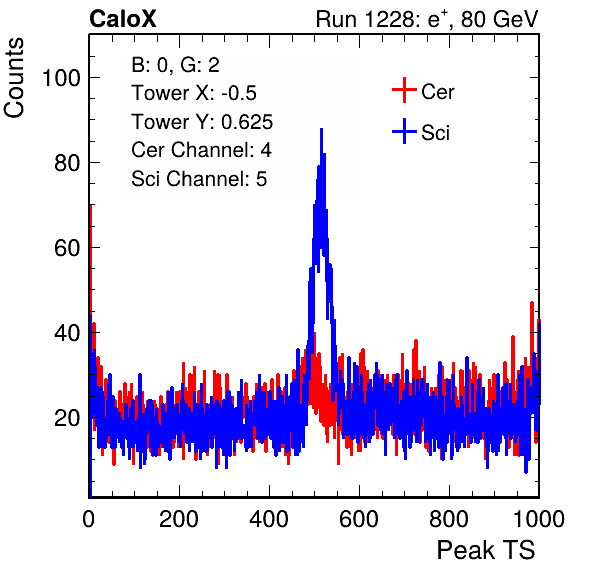 CaloX Run 1228: e⁺, 80 GeV
Counts
B: 0, G: 2
Tower X: -0.5
Tower Y: 0.625
Cer Channel: 4
Sci Channel: 5
Cer
Sci
100
80
60
40
20
0 200 400 600 800 1000
Peak TS